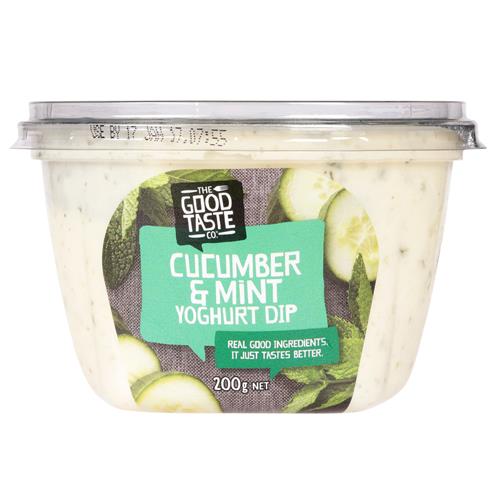 USE BY 17 JAN 17,07:55
THE
GOOD
TASTE
CO.
CUCUMBER
& MINT
YOGHURT DIP
REAL GOOD INGREDIENTS.
IT JUST TASTES BETTER.
200g NET